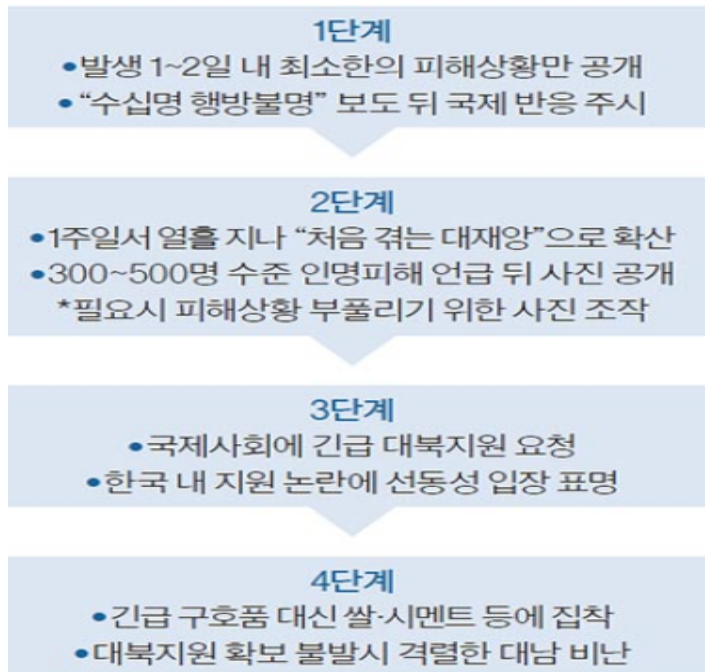 1단계
•발생 1~2일 내 최소한의 피해상황만 공개
•“수십명 행방불명” 보도 뒤 국제 반응 주시
2단계
•1주일서 열흘 지나 “처음 겪는 대재앙”으로 확산
•300~500명 수준 인명피해 언급 뒤 사진 공개
*필요시 피해상황 부풀리기 위한 사진 조작
3단계
•국제사회에 긴급 대북지원 요청
•한국 내 지원 논란에 선동성 입장 표명
4단계
•긴급 구호품 대신 쌀·시멘트 등에 집착
•대북지원 확보 불발시 격렬한 대남 비난